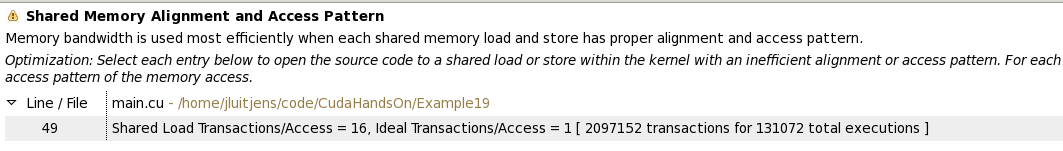 Shared Memory Alignment and Access Pattern
Memory bandwidth is used most efficiently when each shared memory load and store has proper alignment and access pattern.
Optimization: Select each entry below to open the source code to a shared load or store within the kernel with an inefficient alignment or access pattern. For each
access pattern of the memory access.
Line / File main.cu - /home/jluitjens/code/CudaHandsOn/Example19
49 Shared Load Transactions/Access = 16, Ideal Transactions/Access = 1 [ 2097152 transactions for 131072 total executions ]